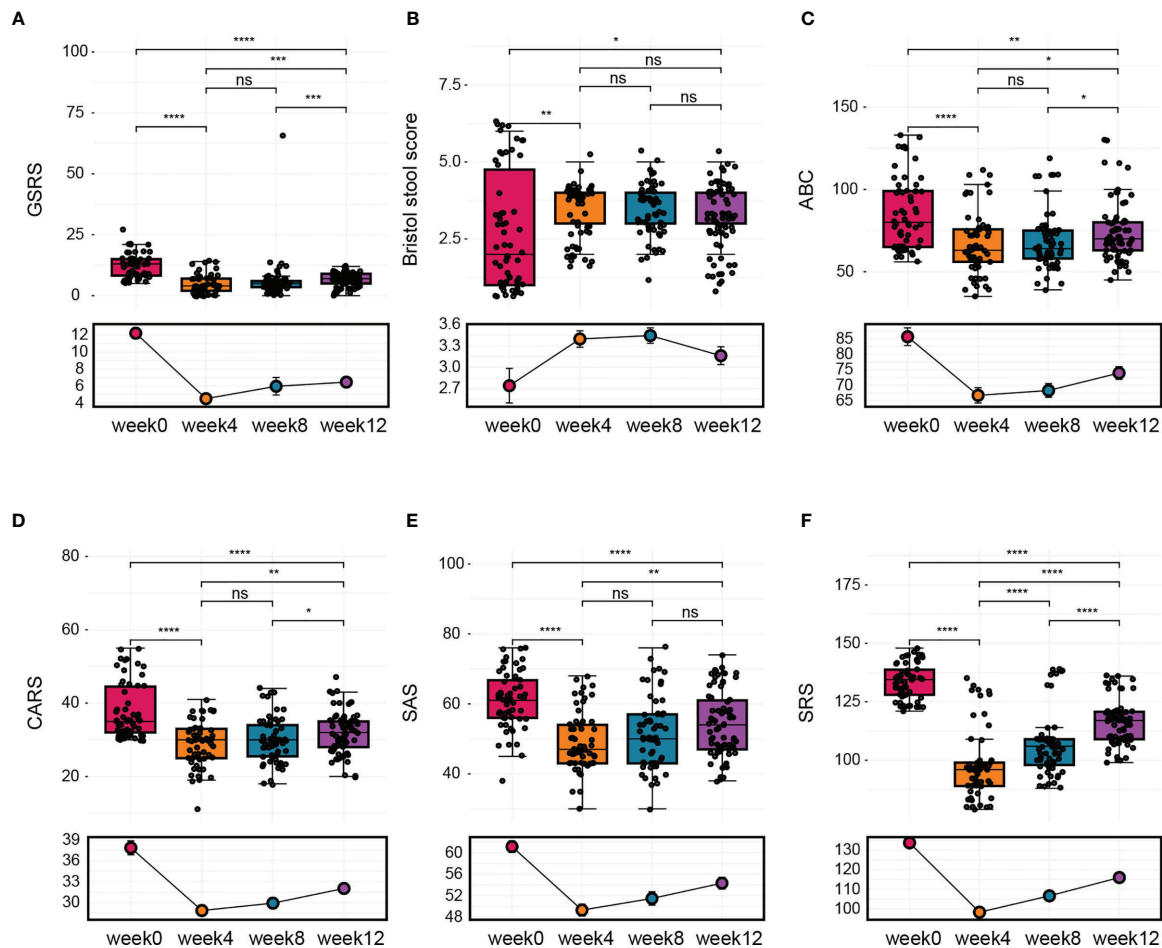 A
GSRS
100
75
50
25
0
****
***
ns
***
****
12
10
8
6
4
week0 week4 week8 week12
B
Bristol stool score
7.5
5.0
2.5
*
ns
ns
ns
**
3.6
3.3
3.0
2.7
week0 week4 week8 week12
C
ABC
150
100
50
**
*
ns
*
****
85
80
75
70
65
week0 week4 week8 week12
D
CARS
80
60
40
20
****
**
ns
*
****
39
36
33
30
week0 week4 week8 week12
E
SAS
100
80
60
40
****
**
ns
ns
****
60
56
52
48
week0 week4 week8 week12
F
SRS
175
150
125
100
****
****
****
****
****
130
120
110
100
week0 week4 week8 week12